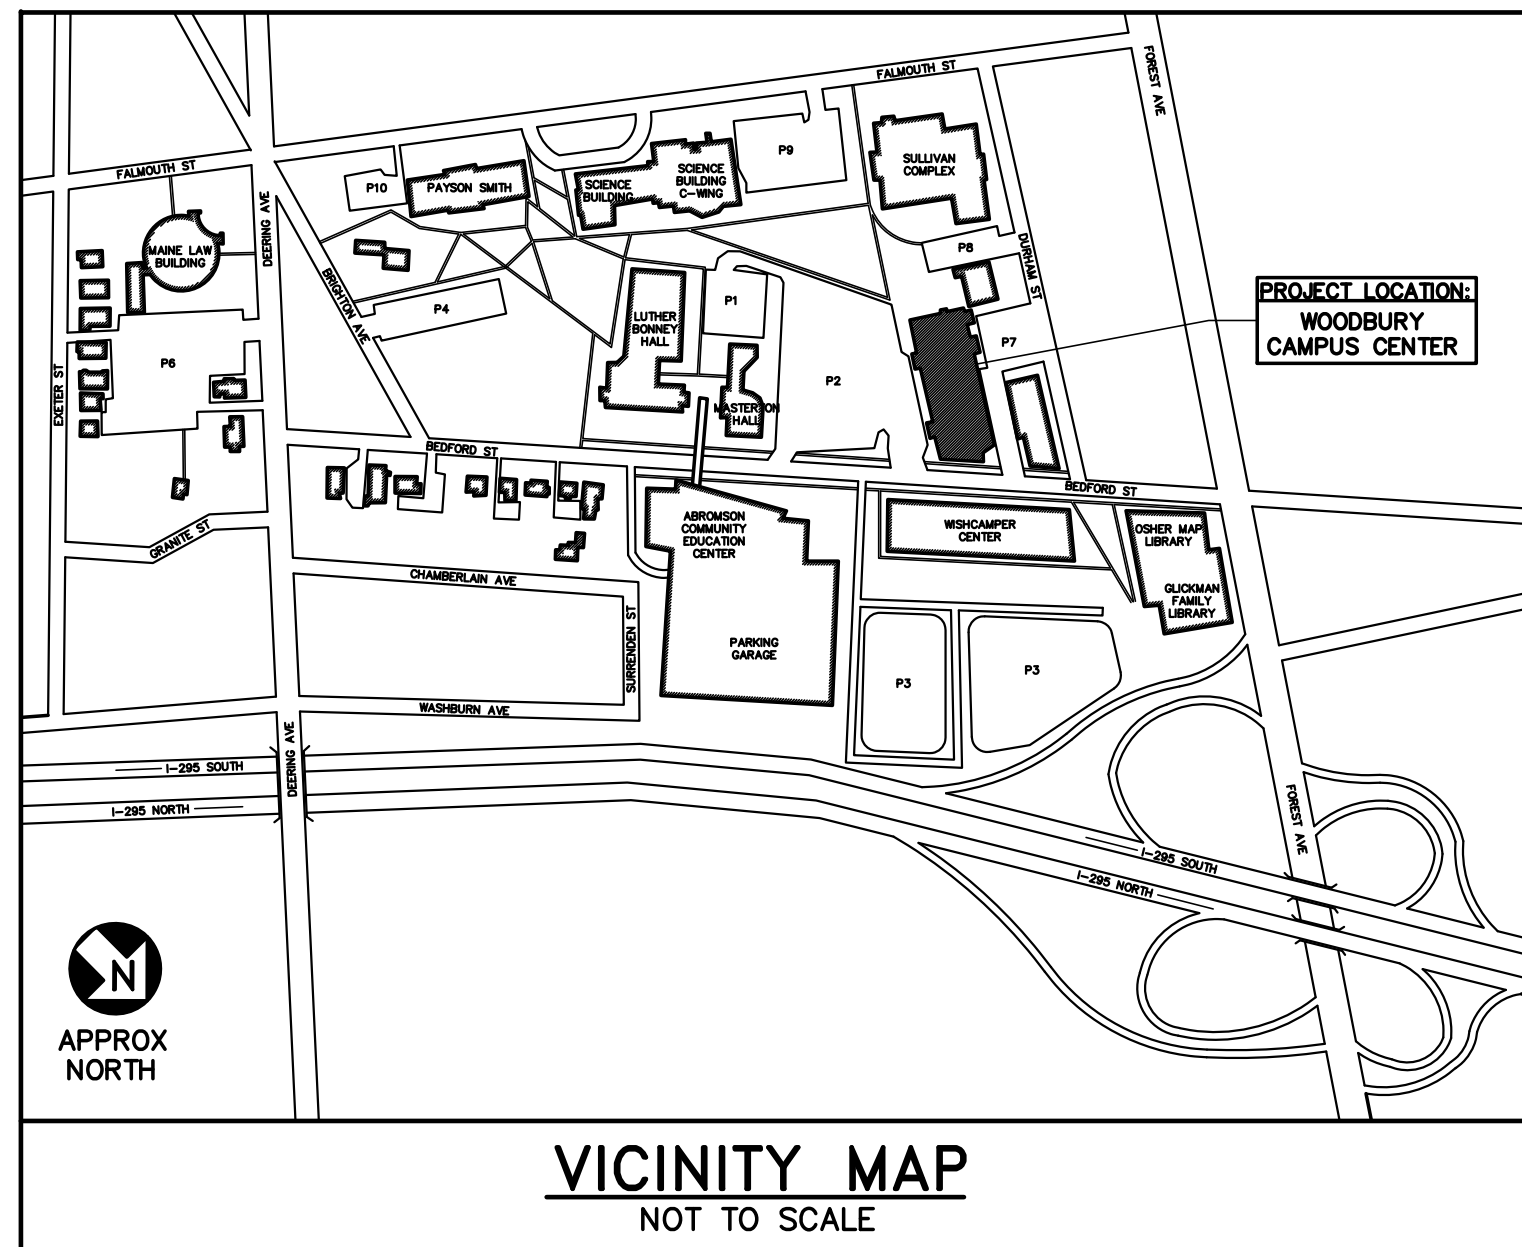 FALMOUTH ST
FOREST AVE
FALMOUTH ST
P9
SULLIVAN
COMPLEX
SCIENCE
BUILDING
C-WING
SCIENCE
BUILDING
PAYSON SMITH
P10
DEERING AVE
MAINE LAW
BUILDING
P8
DURHAM ST
BRIGHTON AVE
P4
P1
PROJECT LOCATION:
WOODBURY
CAMPUS CENTER
LUTHER
BONNEY
HALL
P7
P6
P2
EXETER ST
MASTERTON
HALL
BEDFORD ST
BEDFORD ST
ABROMSON
COMMUNITY
EDUCATION
CENTER
WISHCAMPER
CENTER
OSHER MAP
LIBRARY
GRANITE ST
CHAMBERLAIN AVE
GLICKMAN
FAMILY
LIBRARY
SURRENDEN ST
PARKING
GARAGE
P3
P3
WASHBURN AVE
DEERING AVE
I-295 SOUTH
I-295 NORTH
FOREST AVE
I-295 SOUTH
I-295 NORTH
N
APPROX
NORTH
VICINITY MAP
NOT TO SCALE